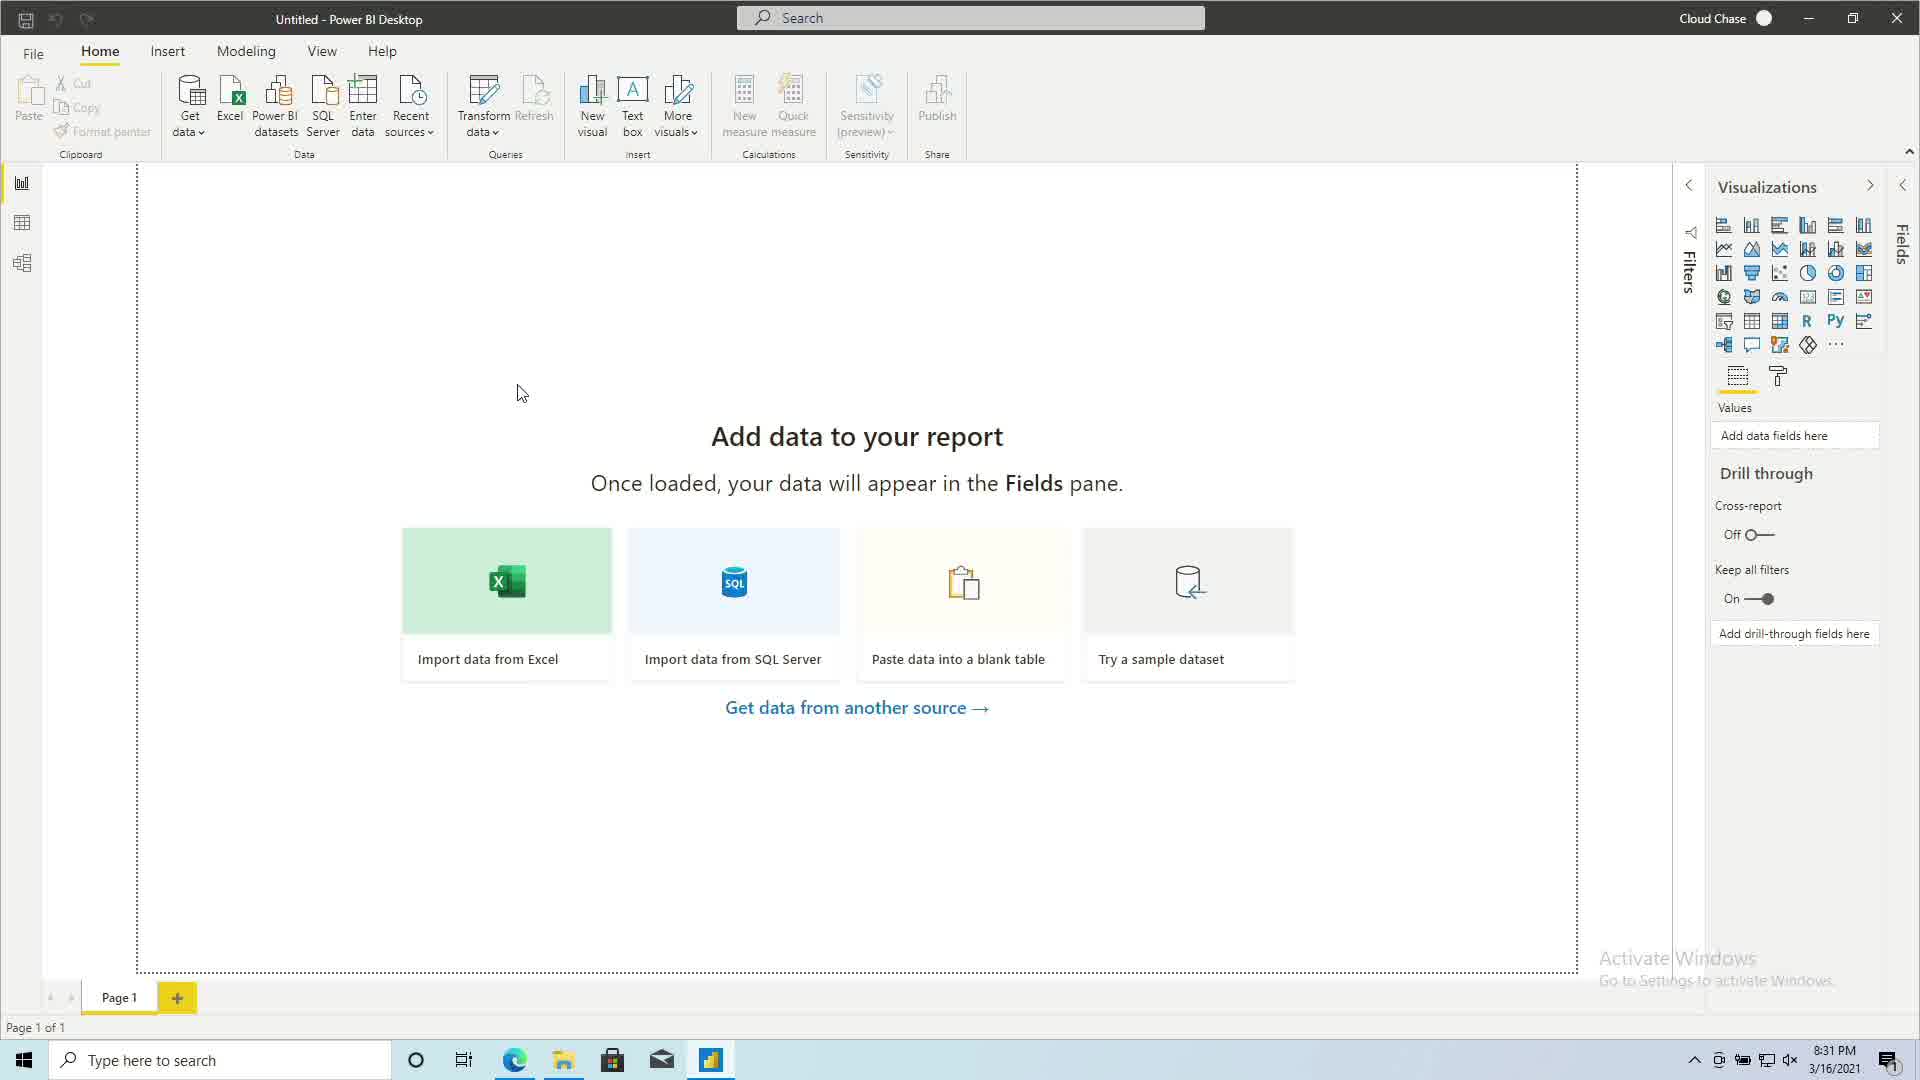 Untitled - Power BI Desktop
Search
Cloud Chase
File
Home
Insert
Modeling
View
Help
Paste
Cut
Copy
Format painter
Clipboard
Get data
Excel
Power BI datasets
SQL Server
Enter data
Recent sources
Data
Transform data
Refresh
Queries
New visual
Text box
More visuals
Insert
New measure
Quick measure
Calculations
Sensitivity (preview)
Sensitivity
Publish
Share
Add data to your report
Once loaded, your data will appear in the Fields pane.
X
SQL
Import data from Excel
Import data from SQL Server
Paste data into a blank table
Try a sample dataset
Get data from another source →
Filters
Visualizations
123
R
Py
Values
Add data fields here
Drill through
Cross-report
Off
Keep all filters
On
Add drill-through fields here
Fields
Activate Windows
Go to Settings to activate Windows.
Page 1
+
Page 1 of 1
Type here to search
8:31 PM
3/16/2021
1